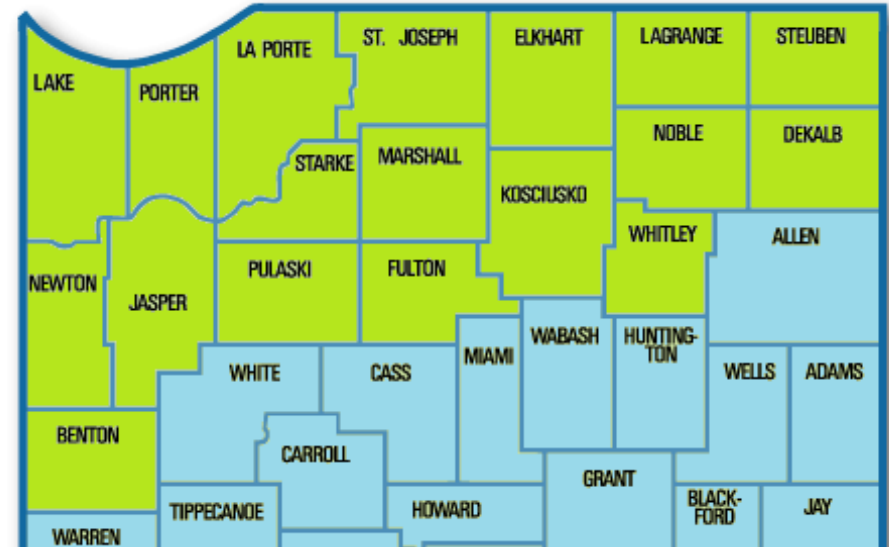 LAKE
PORTER
LA PORTE
ST. JOSEPH
ELKHART
LAGRANGE
STEUBEN
NOBLE
DEKALB
STARKE
MARSHALL
KOSCIUSKO
WHITLEY
ALLEN
NEWTON
JASPER
PULASKI
FULTON
WHITE
CASS
MIAMI
WABASH
HUNTING-
TON
WELLS
ADAMS
BENTON
CARROLL
GRANT
TIPPECANOE
HOWARD
BLACK-
FORD
JAY
WARREN